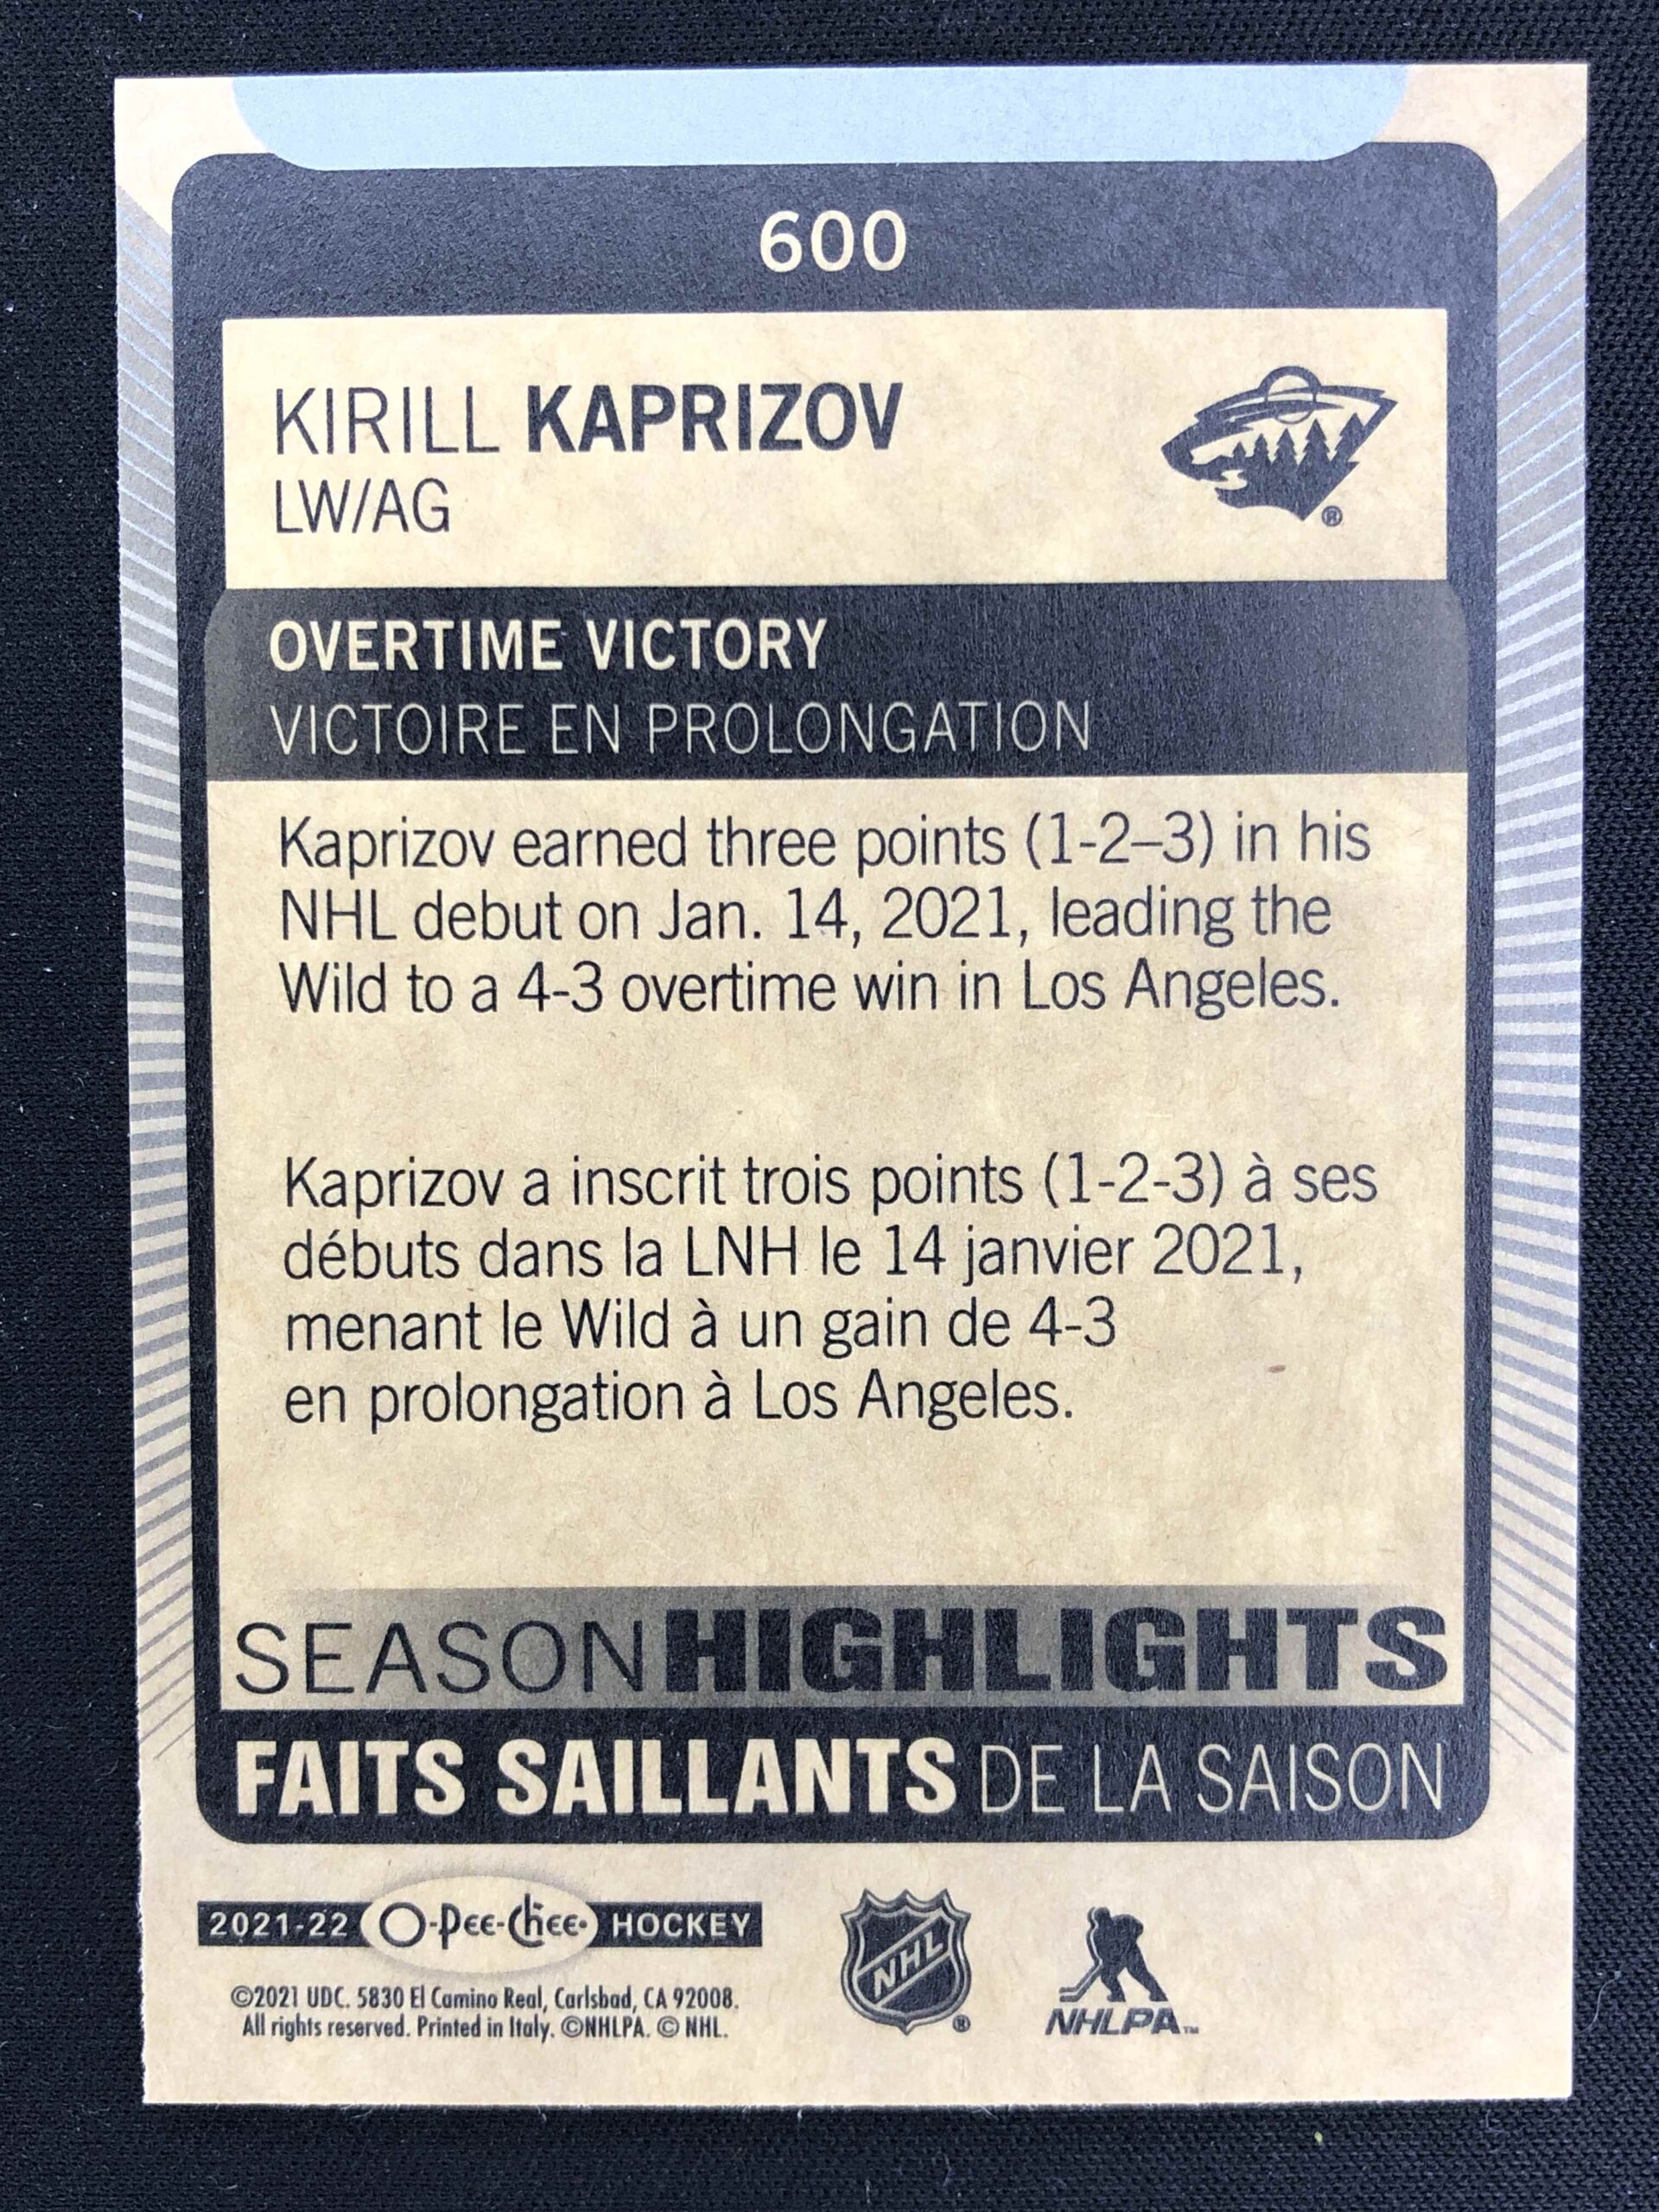 600
KIRILL KAPRIZOV
LW/AG
®
OVERTIME VICTORY
VICTOIRE EN PROLONGATION
Kaprizov earned three points (1-2–3) in his
NHL debut on Jan. 14, 2021, leading the
Wild to a 4-3 overtime win in Los Angeles.
Kaprizov a inscrit trois points (1-2-3) à ses
débuts dans la LNH le 14 janvier 2021,
menant le Wild à un gain de 4-3
en prolongation à Los Angeles.
SEASON HIGHLIGHTS
FAITS SAILLANTS DE LA SAISON
2021-22 O-Pee-Chee HOCKEY
©2021 UDC. 5830 El Camino Real, Carlsbad, CA 92008.
All rights reserved. Printed in Italy. ©NHLPA. © NHL.
NHL ®
NHLPA™